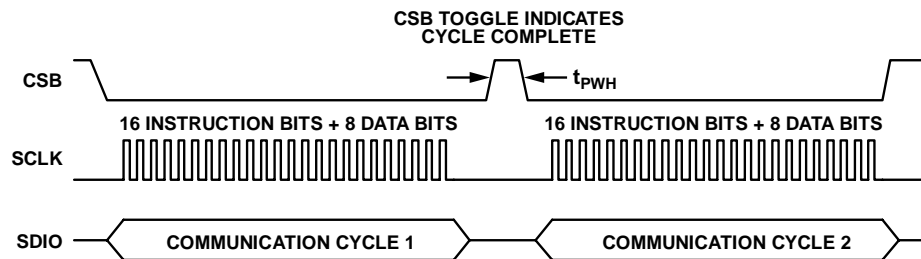 CSB TOGGLE INDICATES
CYCLE COMPLETE
CSB
tPWH
16 INSTRUCTION BITS + 8 DATA BITS
16 INSTRUCTION BITS + 8 DATA BITS
SCLK
SDIO
COMMUNICATION CYCLE 1
COMMUNICATION CYCLE 2